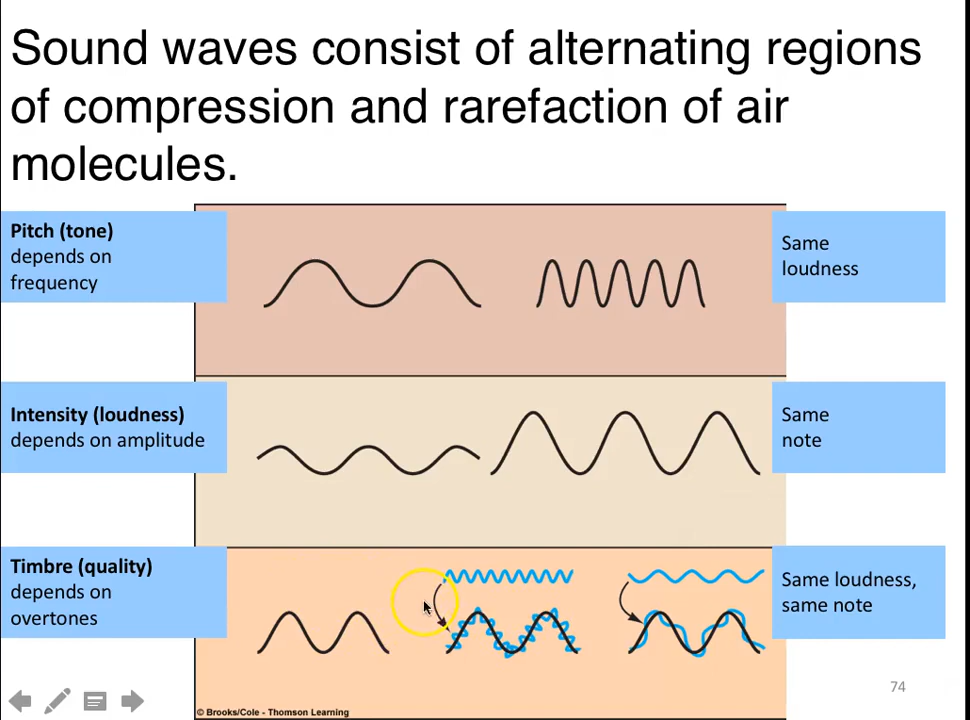 Sound waves consist of alternating regions
of compression and rarefaction of air
molecules.
Pitch (tone)
depends on
frequency
Same
loudness
Intensity (loudness)
depends on amplitude
Same
note
Timbre (quality)
depends on
overtones
Same loudness,
same note
74
© Brooks/Cole - Thomson Learning